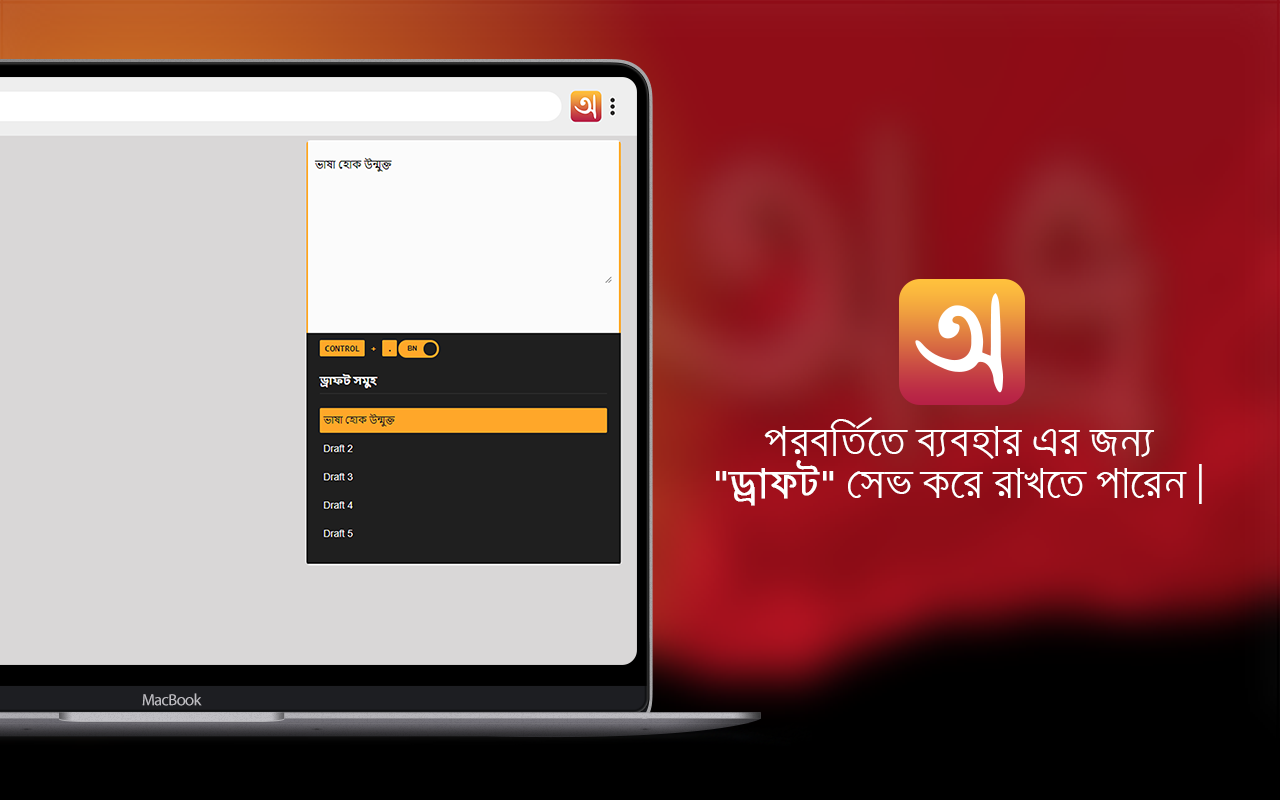 অ
ভাষা হোক উন্মুক্ত
CONTROL + . BN
ড্রাফট সমুহ
ভাষা হোক উন্মুক্ত
Draft 2
Draft 3
Draft 4
Draft 5
MacBook
অ
পরবর্তিতে ব্যবহার এর জন্য
"ড্রাফট" সেভ করে রাখতে পারেন |